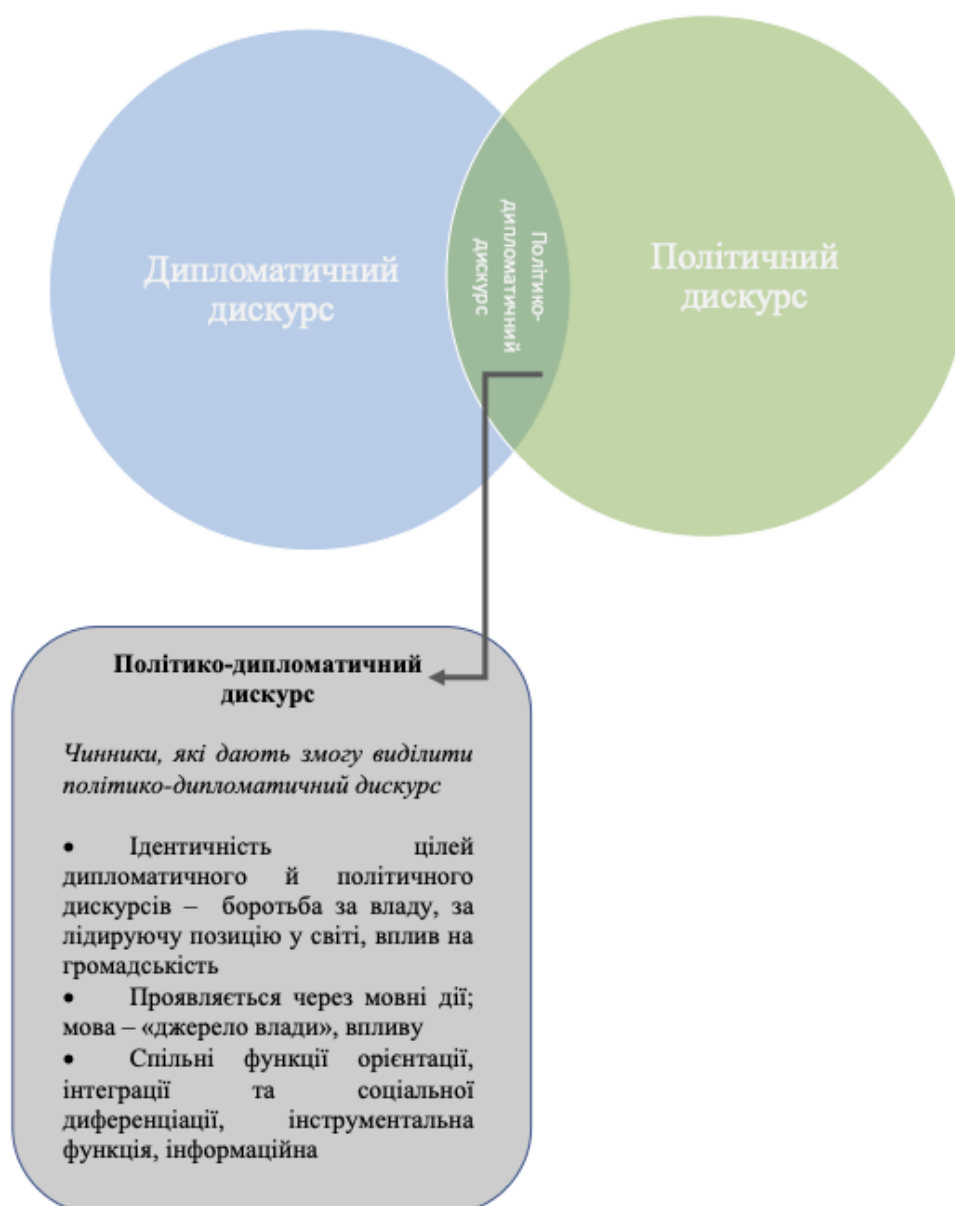 Дипломатичний
дискурс
Політико-
дипломатичний
дискурс
Політичний
дискурс
Політико-дипломатичний
дискурс
Чинники, які дають змогу виділити
політико-дипломатичний дискурс
• Ідентичність цілей
дипломатичного й політичного
дискурсів – боротьба за владу, за
лідируючу позицію у світі, вплив на
громадськість
• Проявляється через мовні дії;
мова – «джерело влади», впливу
• Спільні функції орієнтації,
інтеграції та соціальної
диференціації, інструментальна
функція, інформаційна